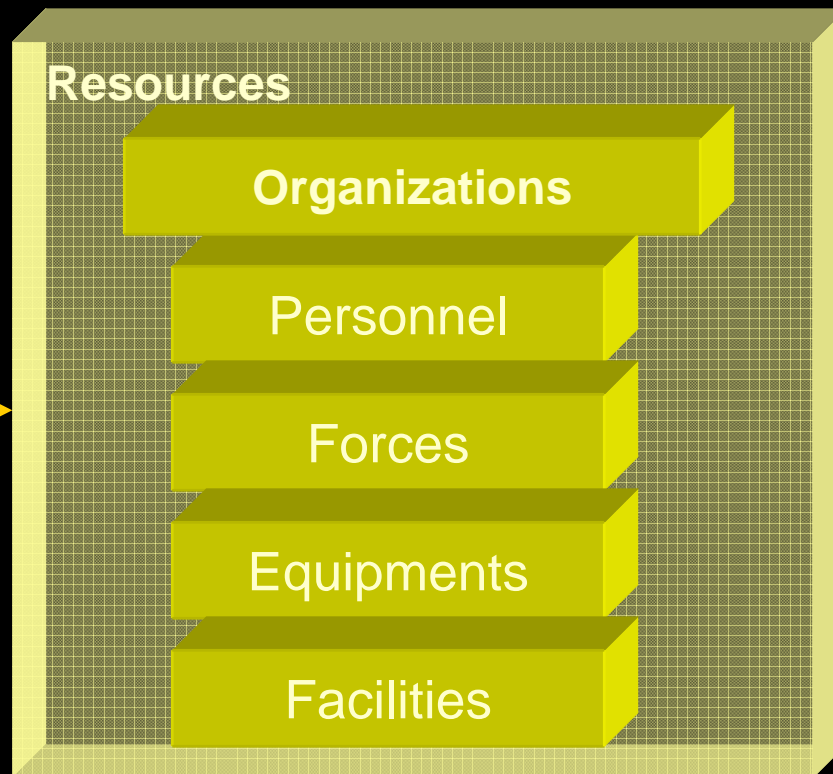 Resources
Organizations
Personnel
Forces
Equipments
Facilities